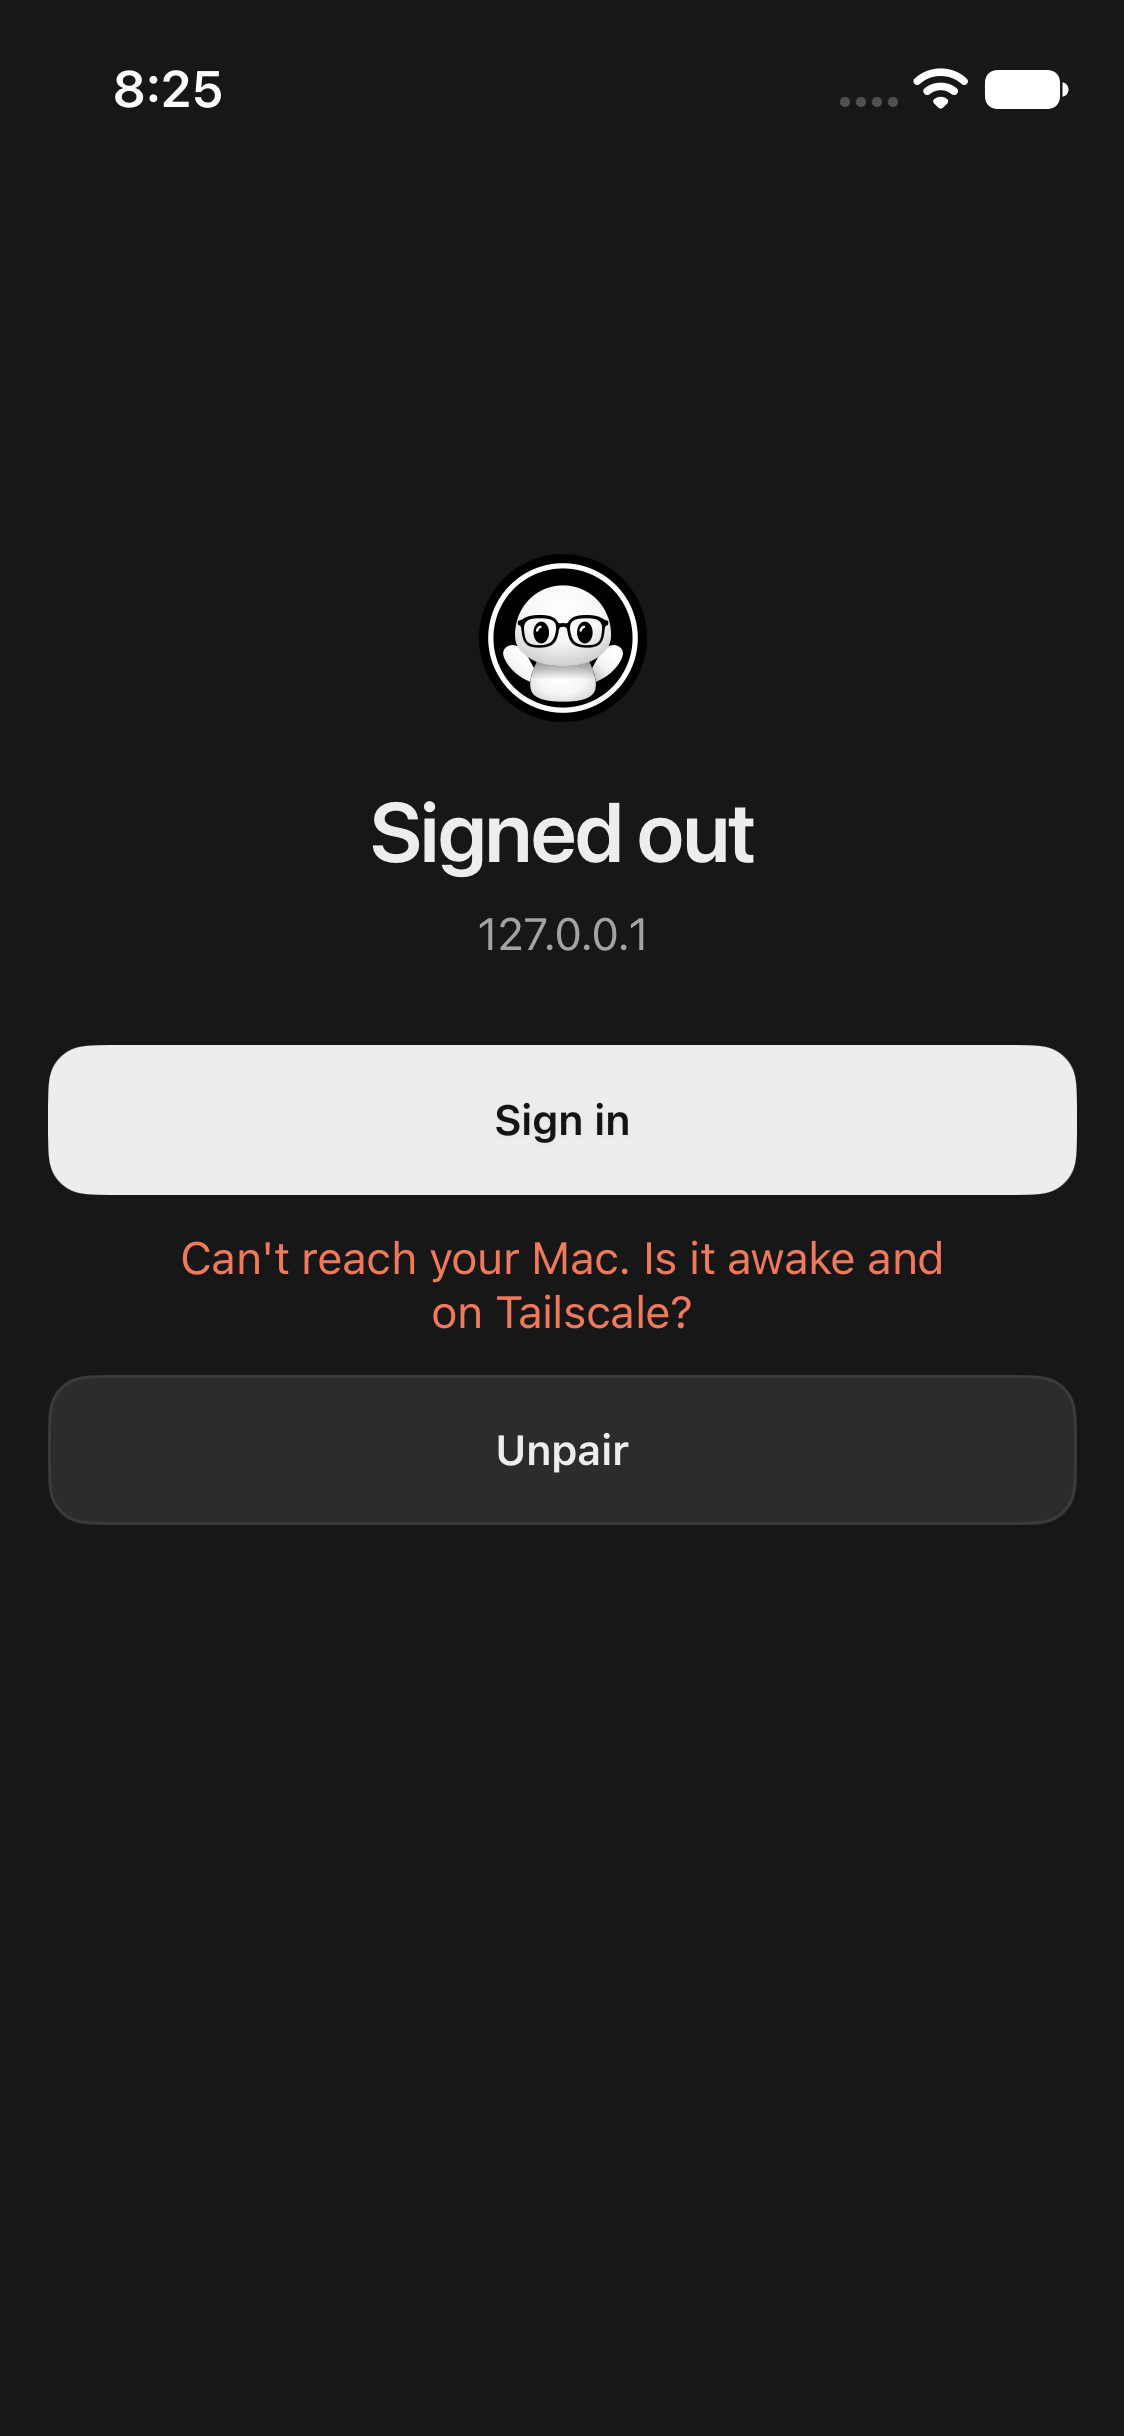 8:25
Signed out
127.0.0.1
Sign in
Can't reach your Mac. Is it awake and
on Tailscale?
Unpair